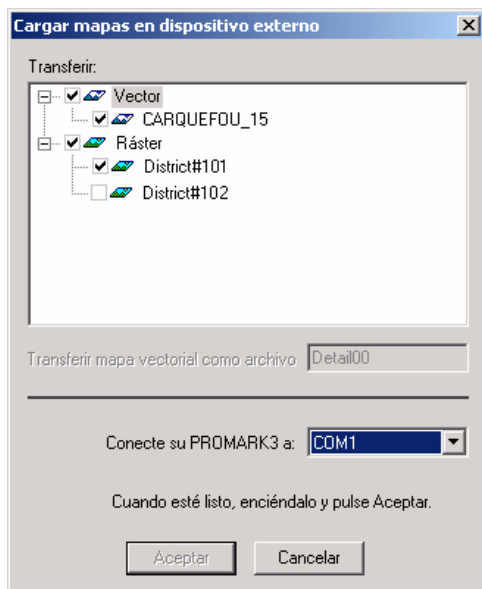 Cargar mapas en dispositivo externo
Transferir:
Vector
CARQUEFOU_15
Ráster
District#101
District#102
Transferir mapa vectorial como archivo Detail00
Conecte su PROMARK3 a: COM1
Cuando esté listo, enciéndalo y pulse Aceptar.
Aceptar Cancelar